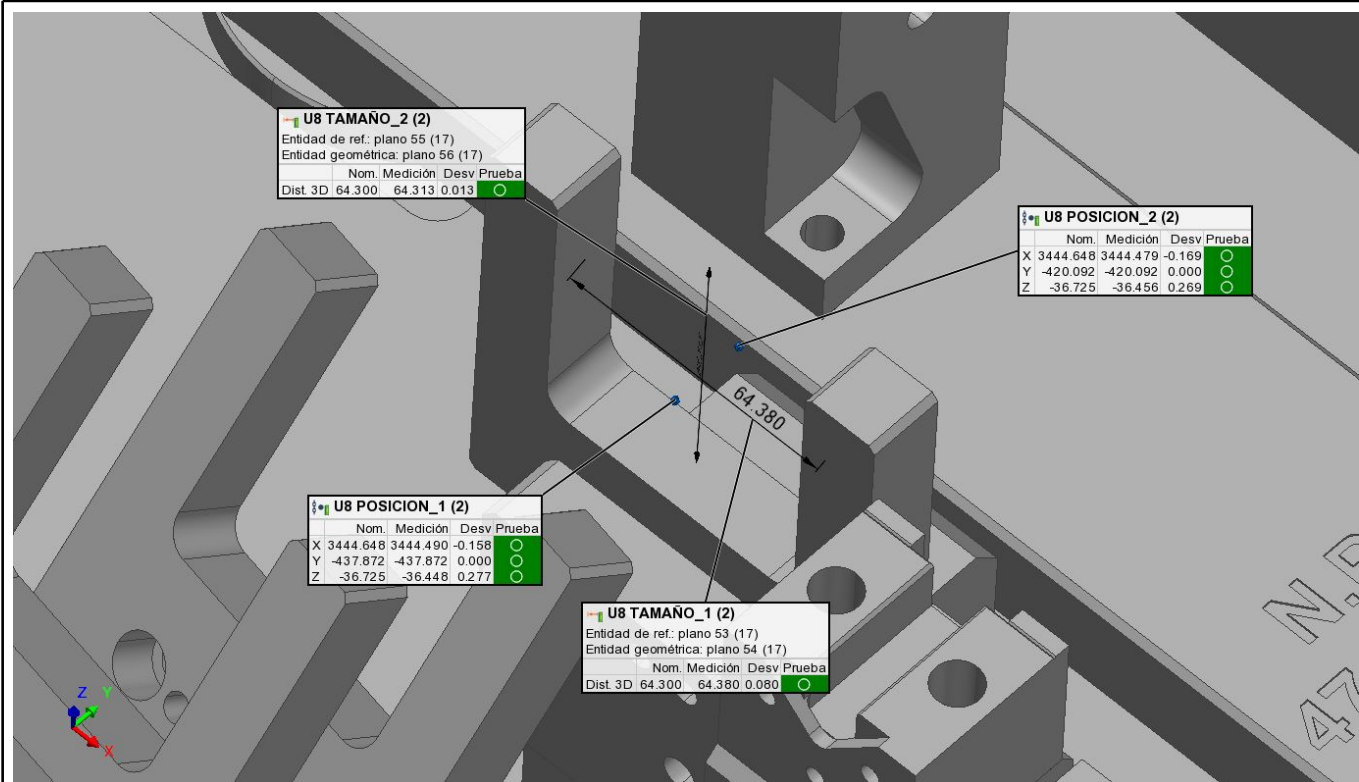 U8 TAMAÑO_2 (2)
Entidad de ref.: plano 55 (17)
Entidad geométrica: plano 56 (17)
Nom. Medición Desv Prueba
Dist. 3D 64.300 64.313 0.013
U8 POSICION_2 (2)
Nom. Medición Desv Prueba
X 3444.648 3444.479 -0.169
Y -420.092 -420.092 0.000
Z -36.725 -36.456 0.269
64.380
U8 POSICION_1 (2)
Nom. Medición Desv Prueba
X 3444.648 3444.490 -0.158
Y -437.872 -437.872 0.000
Z -36.725 -36.448 0.277
U8 TAMAÑO_1 (2)
Entidad de ref.: plano 53 (17)
Entidad geométrica: plano 54 (17)
Nom. Medición Desv Prueba
Dist. 3D 64.300 64.380 0.080
Z Y
X
47